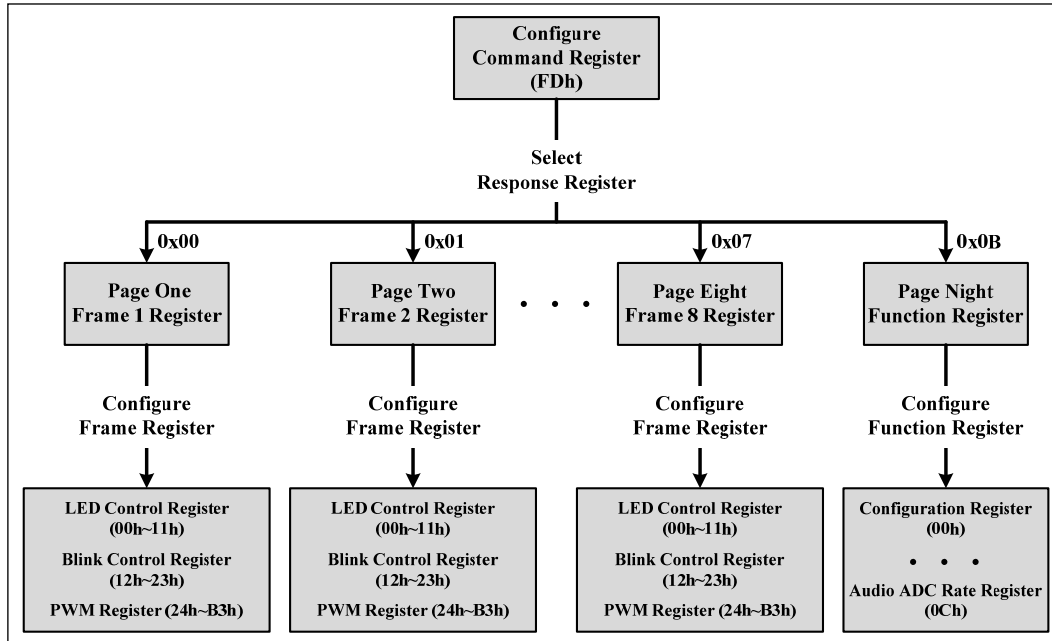 Configure
Command Register
(FDh)
Select
Response Register
0x00
0x01
0x07
0x0B
Page One
Frame 1 Register
Page Two
Frame 2 Register
. . .
Page Eight
Frame 8 Register
Page Night
Function Register
Configure
Frame Register
Configure
Frame Register
Configure
Frame Register
Configure
Function Register
LED Control Register
(00h~11h)
Blink Control Register
(12h~23h)
PWM Register (24h~B3h)
LED Control Register
(00h~11h)
Blink Control Register
(12h~23h)
PWM Register (24h~B3h)
LED Control Register
(00h~11h)
Blink Control Register
(12h~23h)
PWM Register (24h~B3h)
Configuration Register
(00h)
. . .
Audio ADC Rate Register
(0Ch)